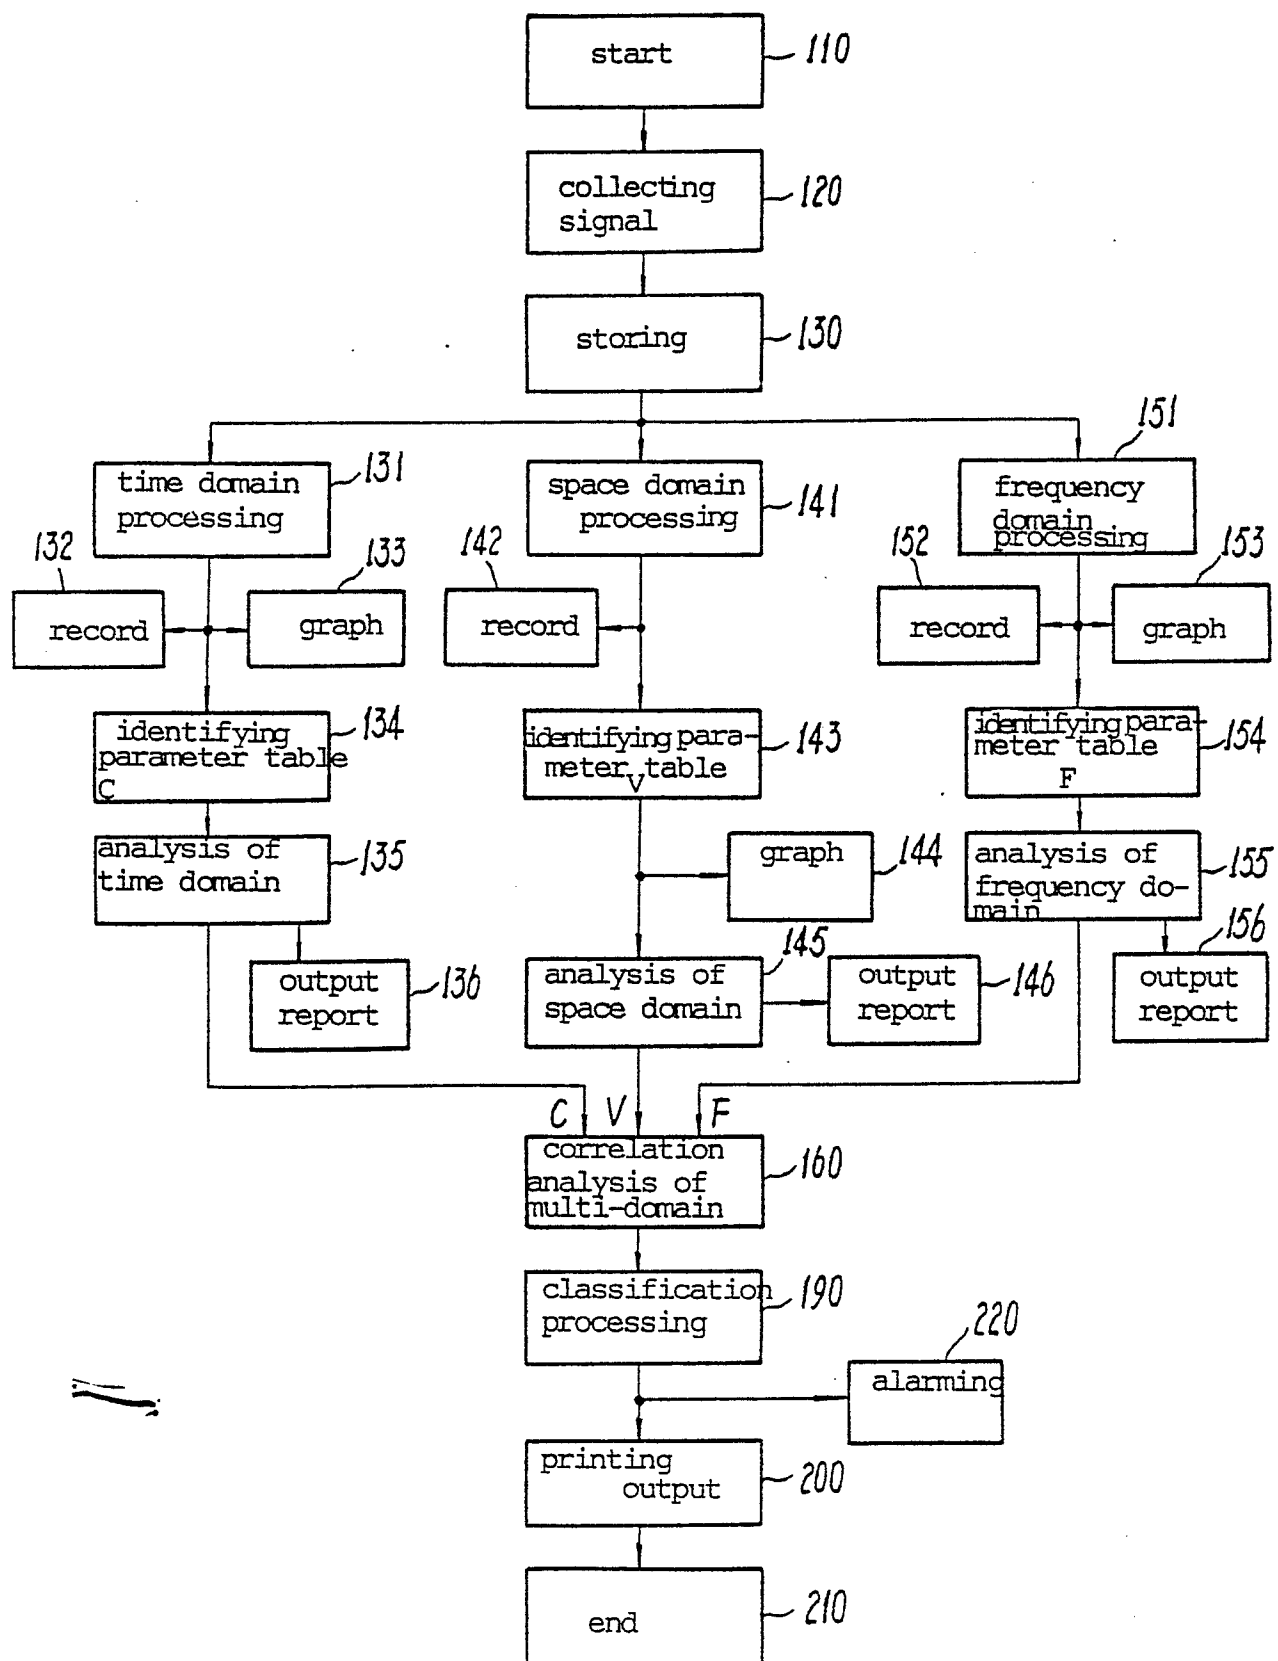 start
110
collecting
signal
120
storing
130
time domain
processing
131
space domain
processing
141
frequency
domain
processing
151
132
record
133
graph
142
record
152
record
153
graph
identifying
parameter table
C
134
identifying para-
meter table
V
143
identifying para-
meter table
F
154
analysis of
time domain
135
graph
144
analysis of
frequency do-
main
155
output
report
136
analysis of
space domain
145
output
report
146
156
output
report
C V F
correlation
analysis of
multi-domain
160
classification
processing
190
220
alarming
printing
output
200
end
210